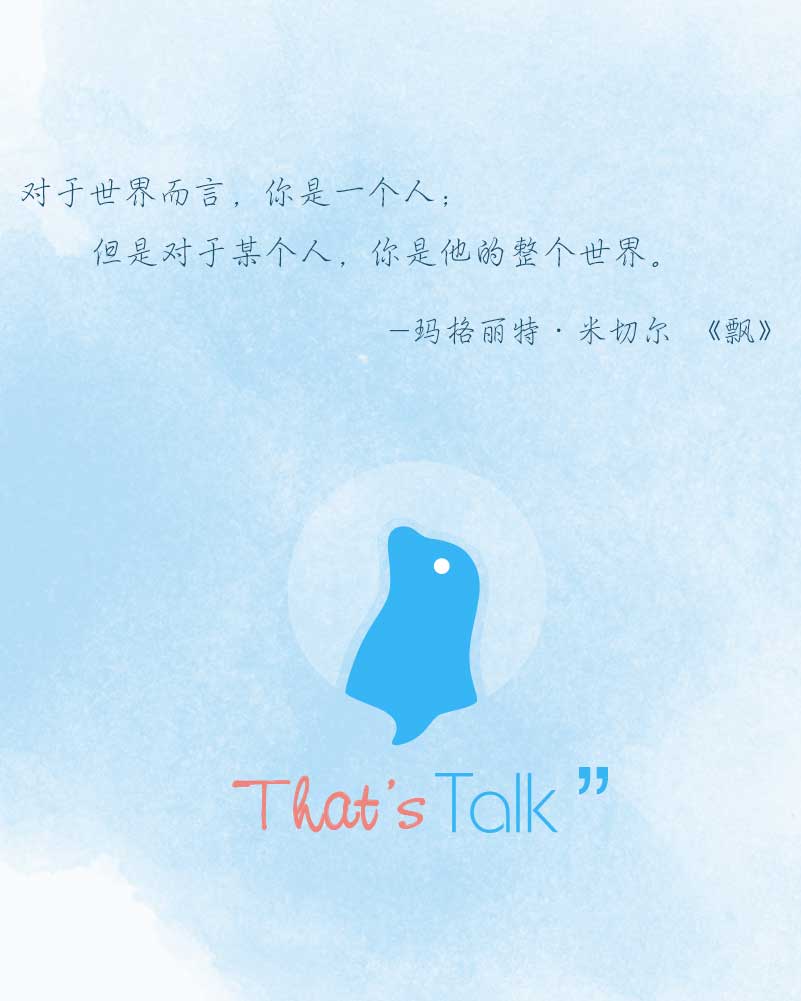 对于世界而言，你是一个人；
但是对于某个人，你是他的整个世界。
—玛格丽特·米切尔 《飘》
That's Talk ”